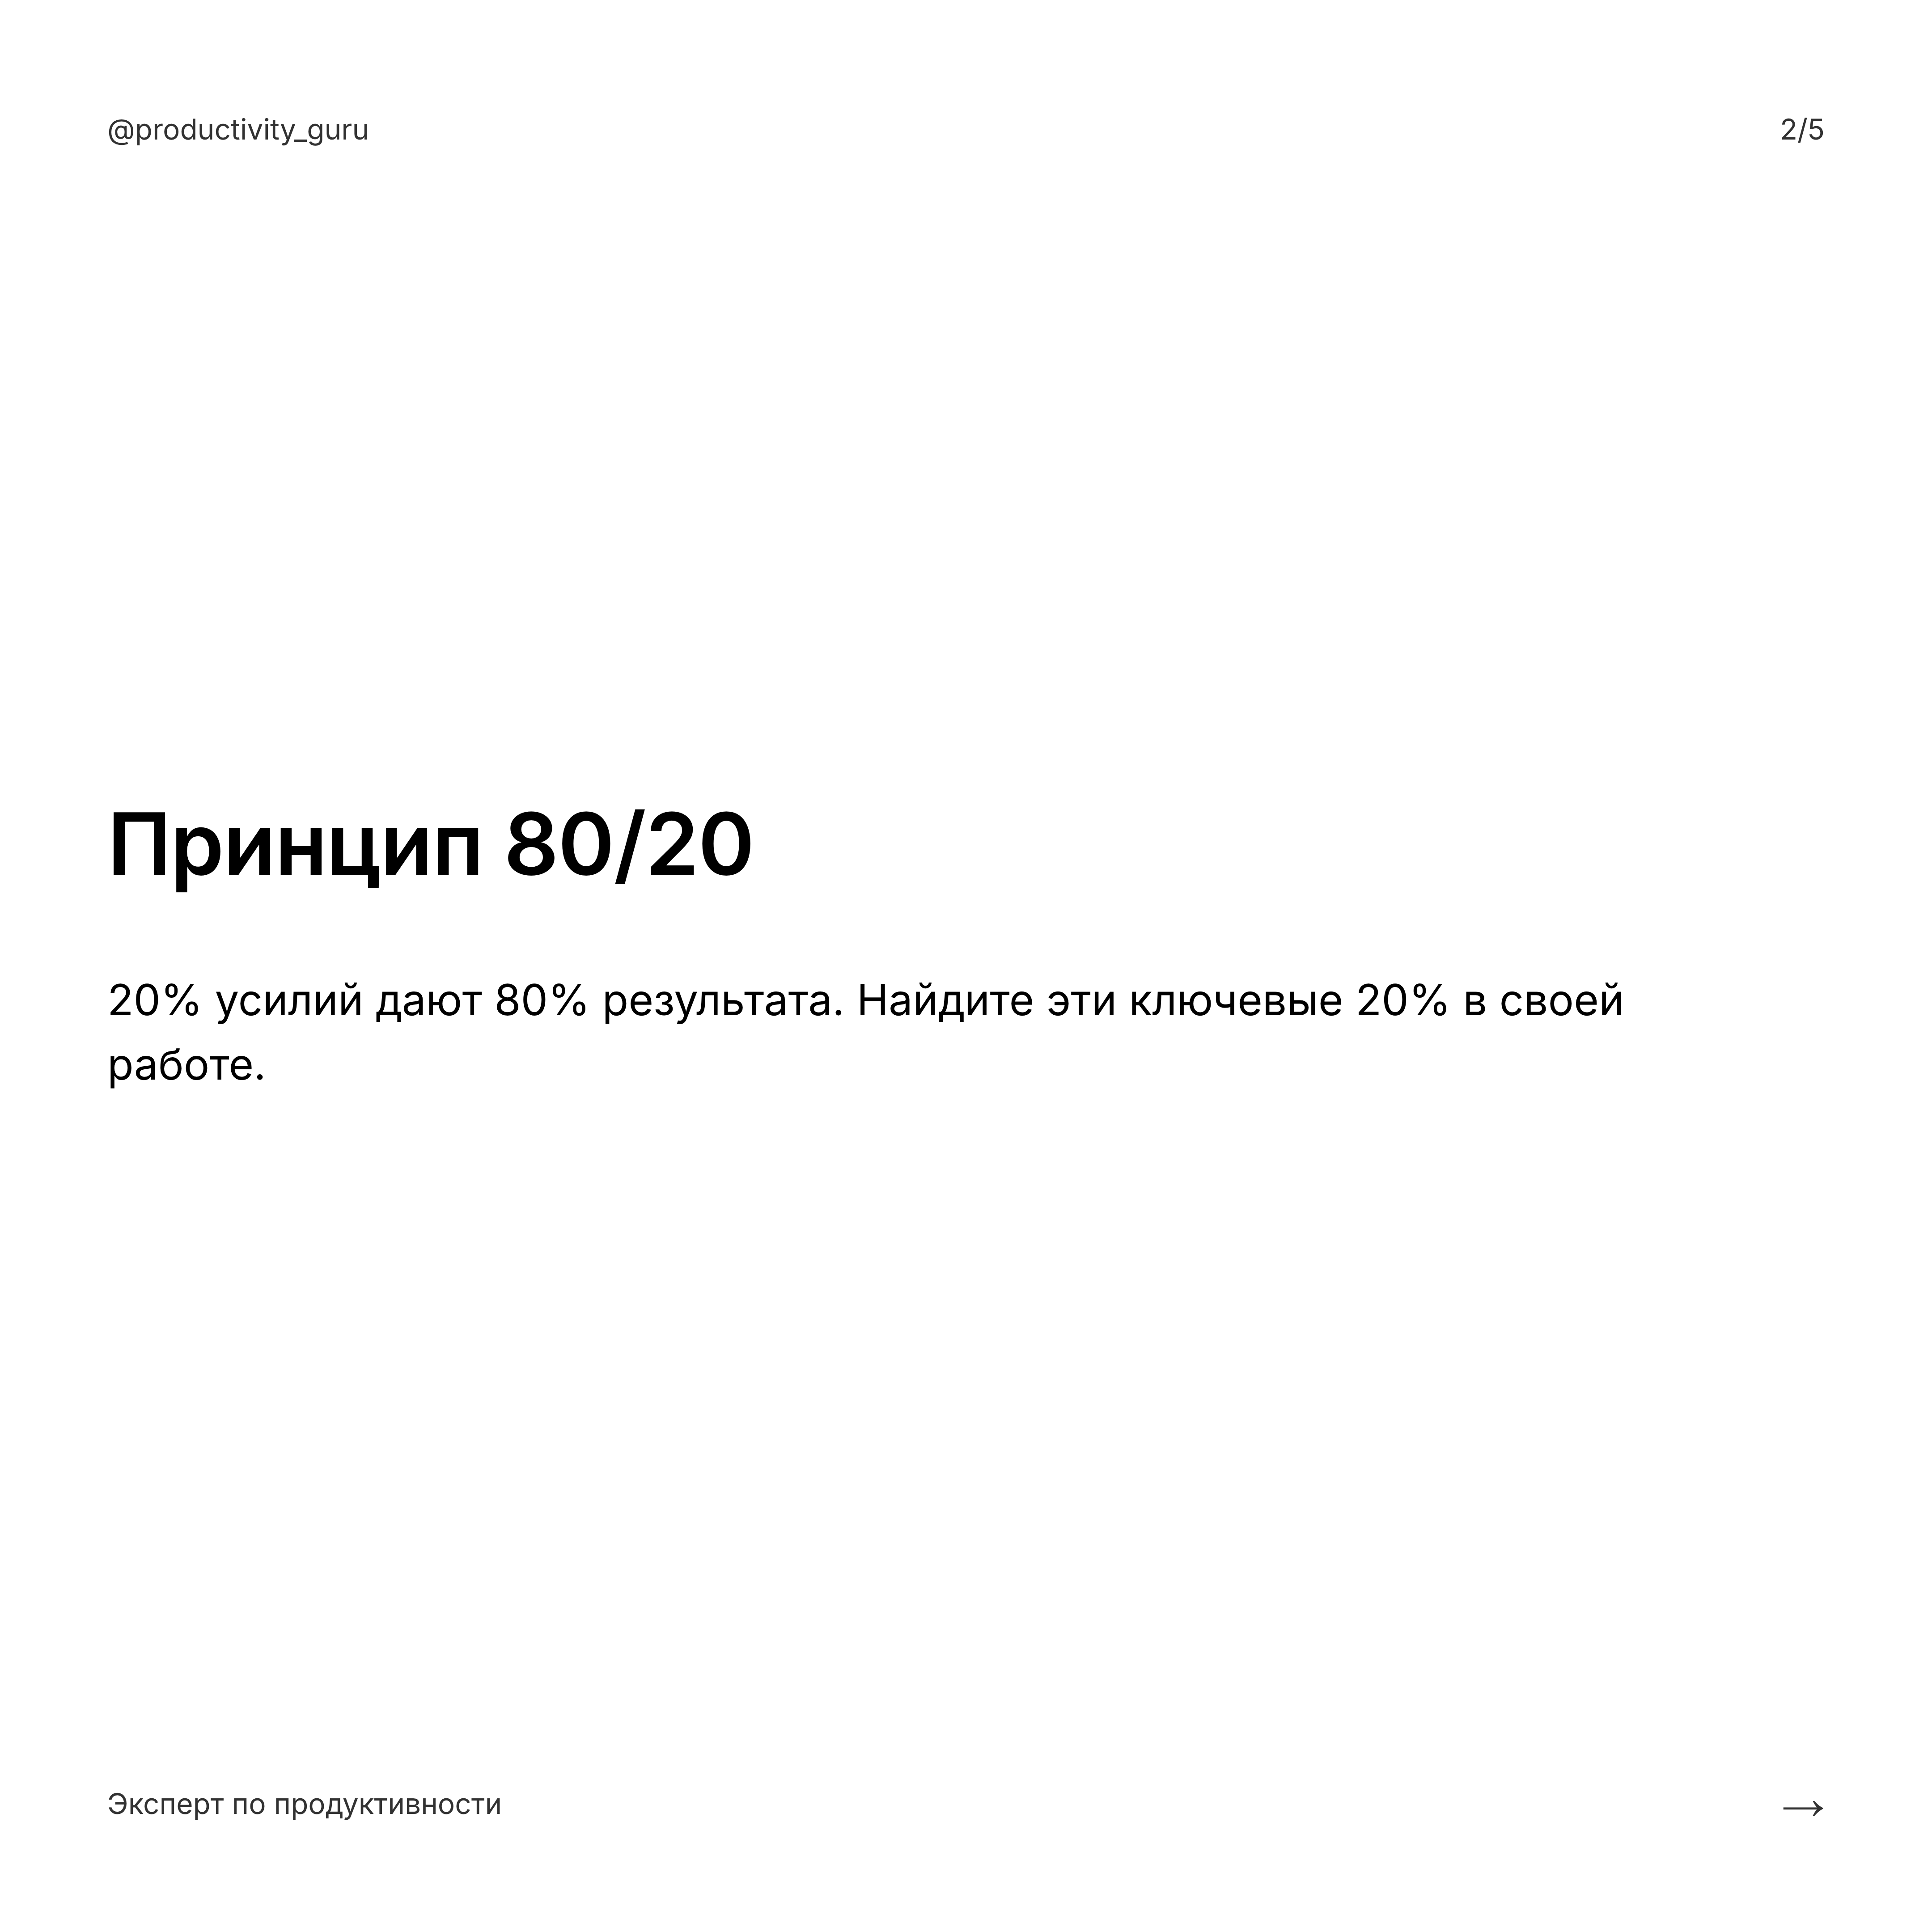 @productivity_guru
2/5
Принцип 80/20
20% усилий дают 80% результата. Найдите эти ключевые 20% в своей
работе.
Эксперт по продуктивности
→